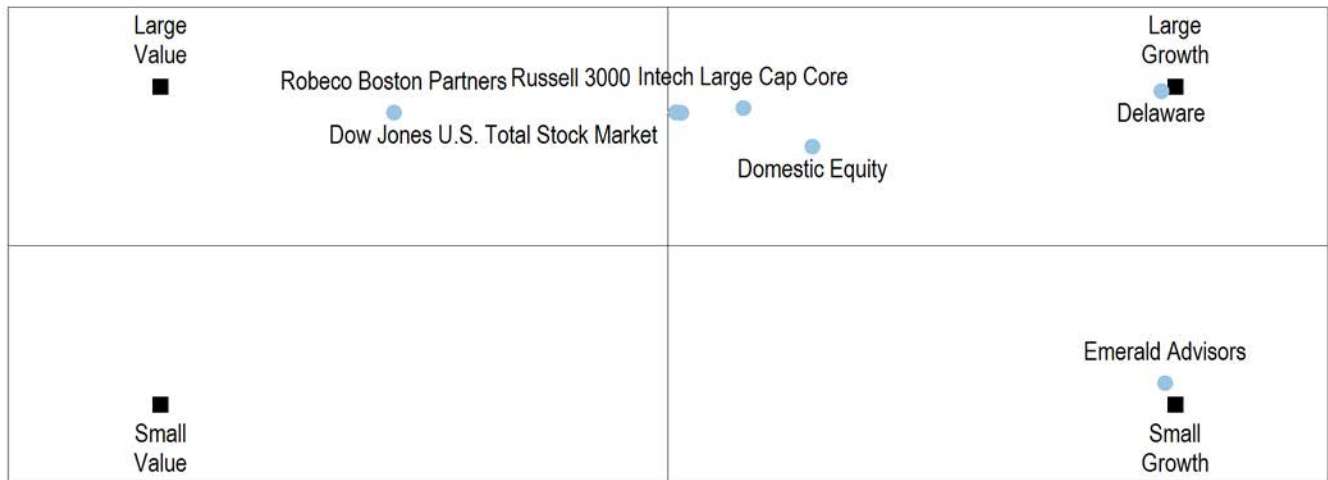 Large
Value
Large
Growth
Robeco Boston Partners
Russell 3000
Intech Large Cap Core
Delaware
Dow Jones U.S. Total Stock Market
Domestic Equity
Emerald Advisors
Small
Value
Small
Growth